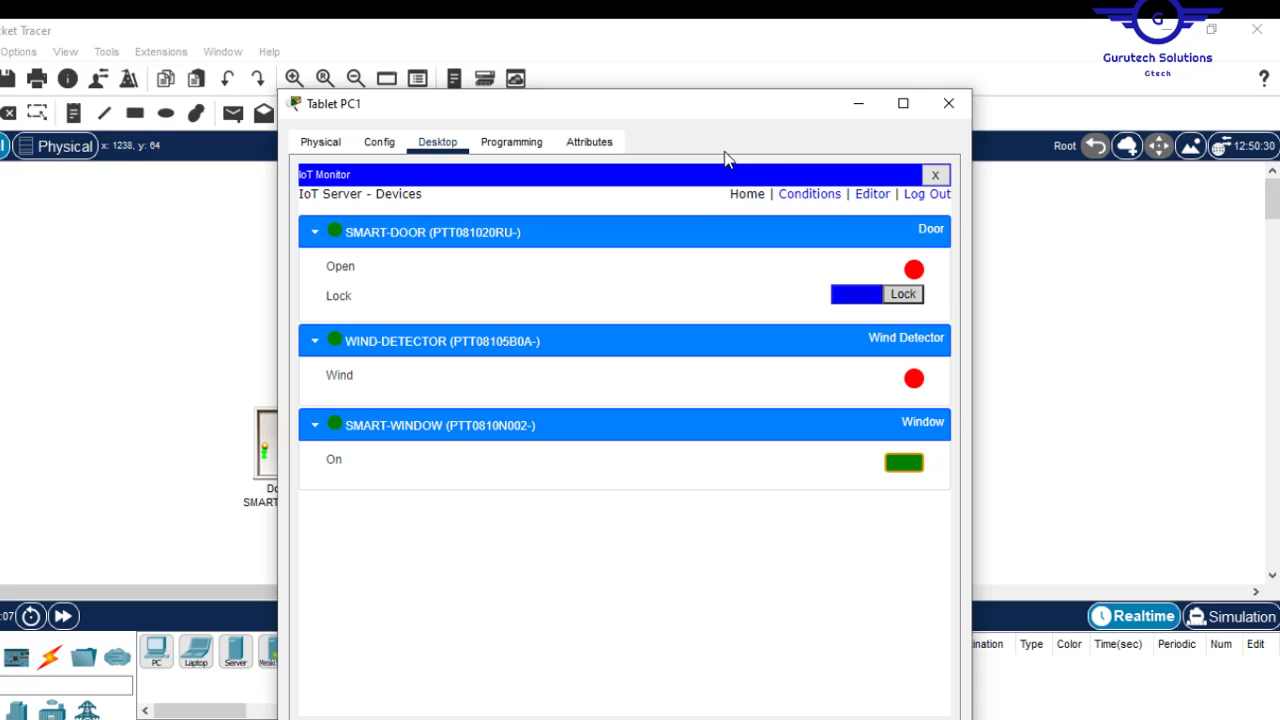 G
Gurutech Solutions
Gtech
cket Tracer
Options View Tools Extensions Window Help
?
Tablet PC1
Physical x: 1238, y: 64
Root
12:50:30
Physical Config Desktop Programming Attributes
IoT Monitor X
IoT Server - Devices
Home | Conditions | Editor | Log Out
SMART-DOOR (PTT081020RU-) Door
Open
Lock Lock
WIND-DETECTOR (PTT08105B0A-) Wind Detector
Wind
SMART-WINDOW (PTT0810N002-) Window
On
Do
SMART
:07
Realtime Simulation
PC Laptop Server
ination Type Color Time(sec) Periodic Num Edit